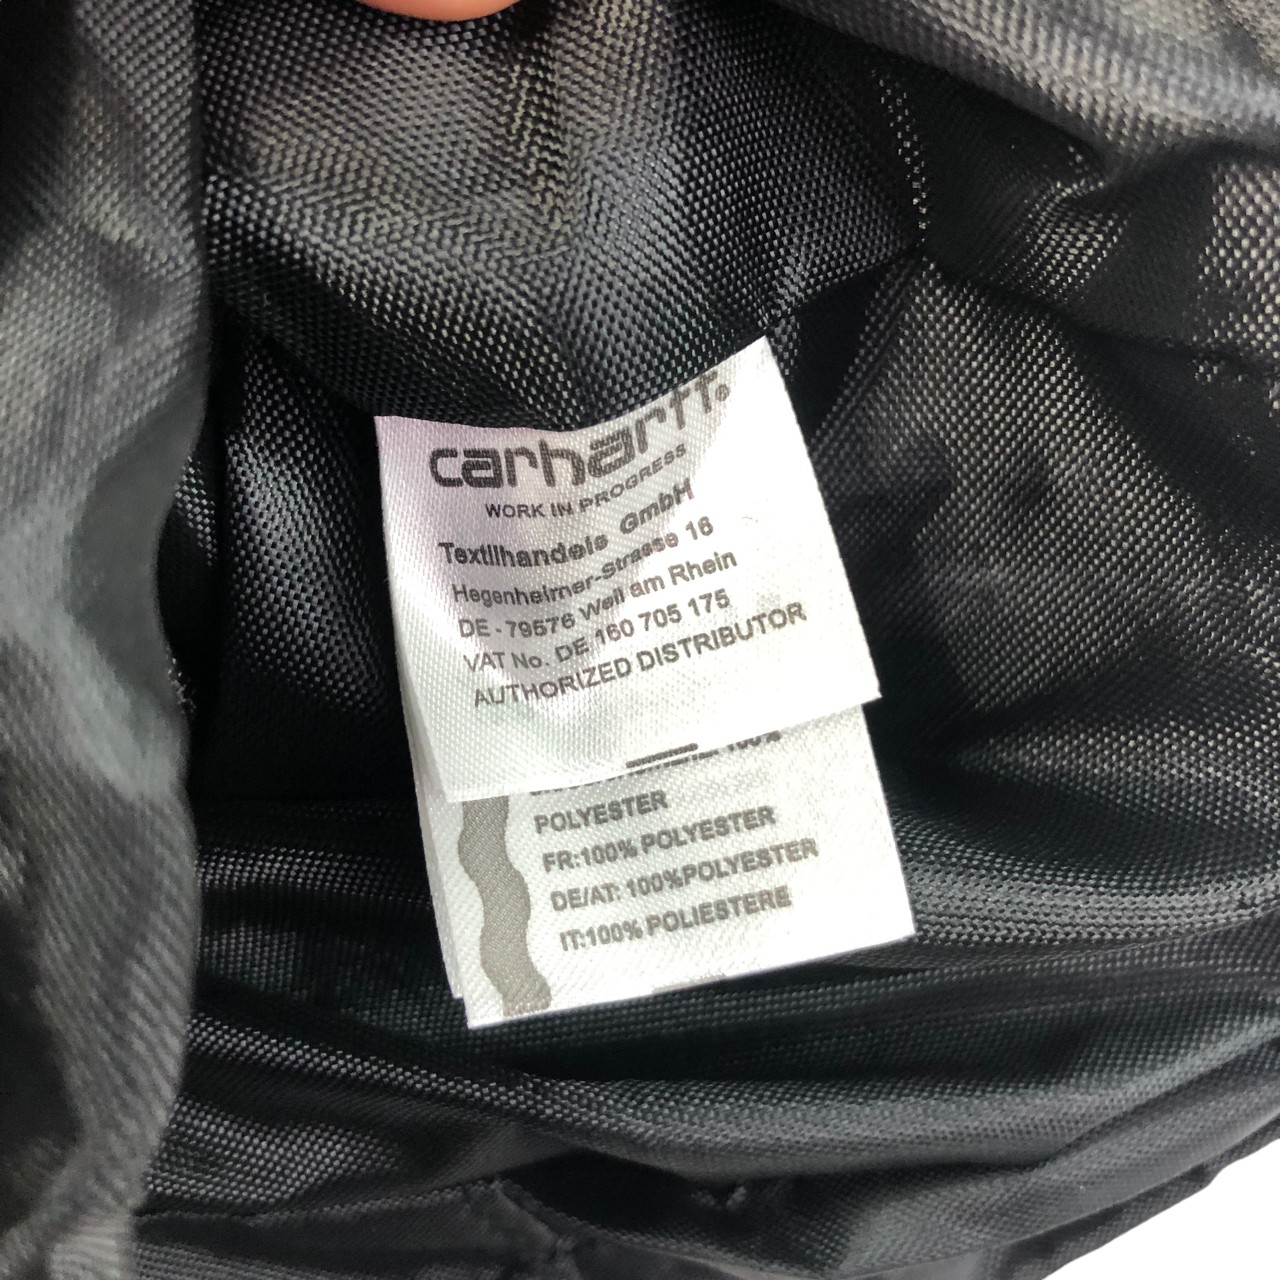 carhartt.
WORK IN PROGRESS
Textilhandels GmbH
Hegenheimer-Strasse 16
DE - 79576 Weil am Rhein
VAT No. DE 160 705 175
AUTHORIZED DISTRIBUTOR
100%
POLYESTER
FR:100% POLYESTER
DE/AT: 100%POLYESTER
IT:100% POLIESTERE